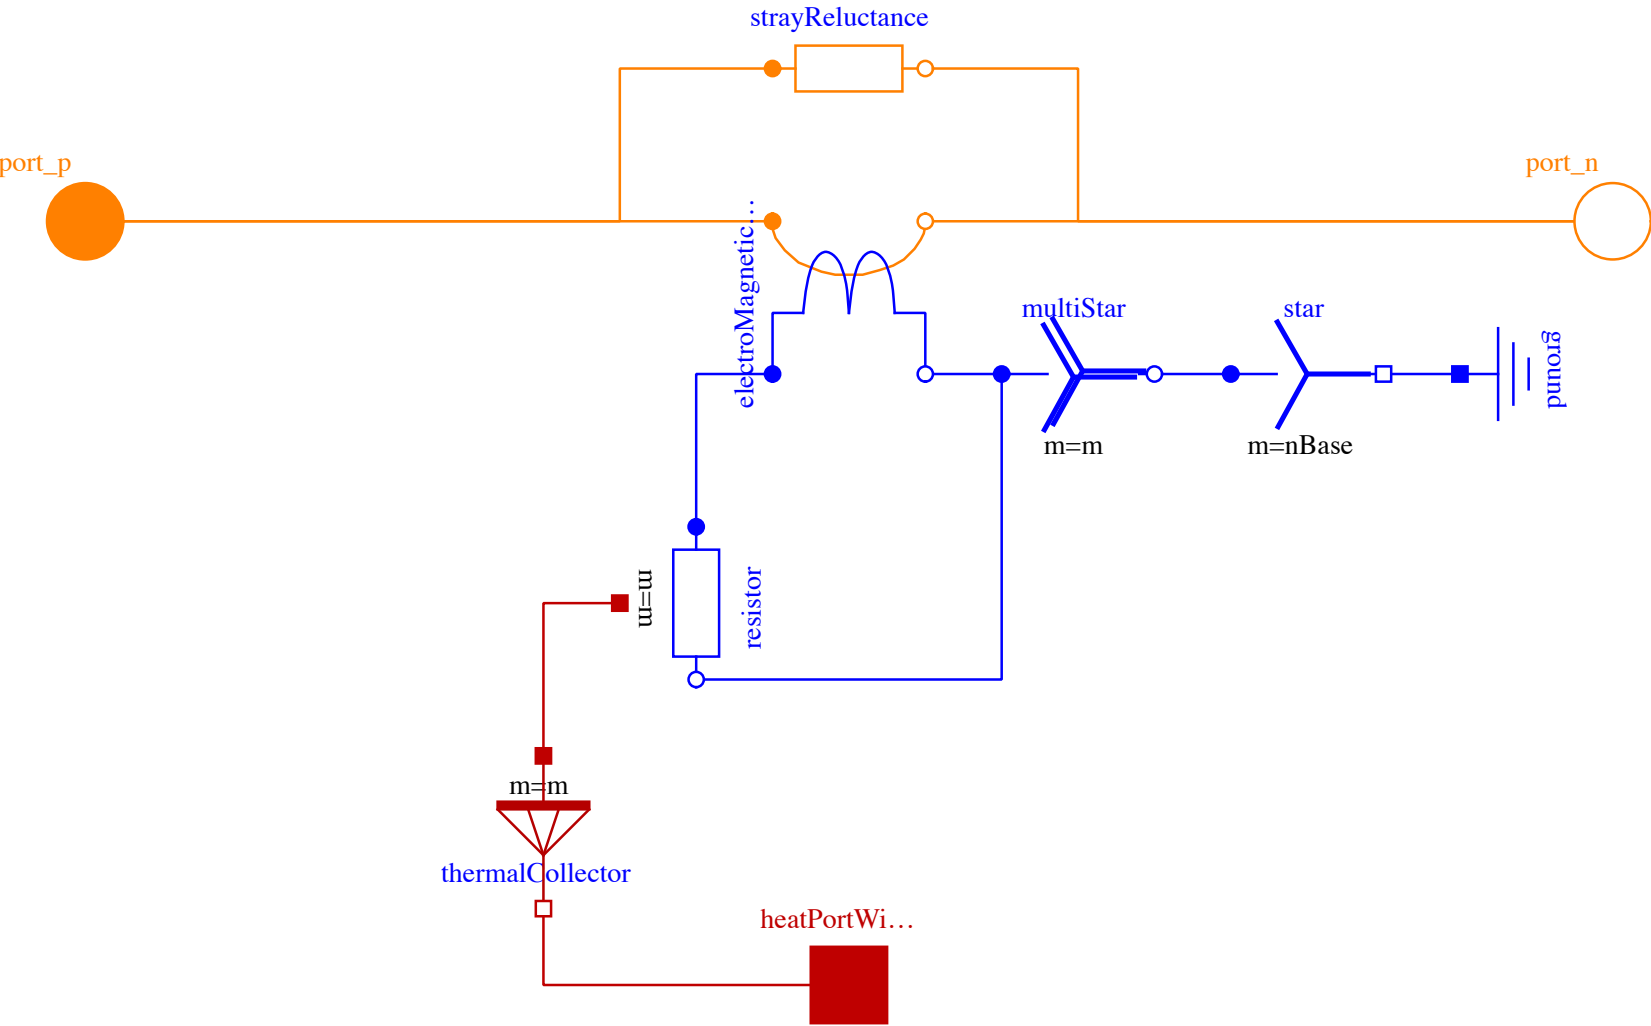 strayReluctance
port_p
port_n
electroMagnetic...
multiStar
star
ground
m=m
m=nBase
m=m
resistor
m=m
thermalCollector
heatPortWi...